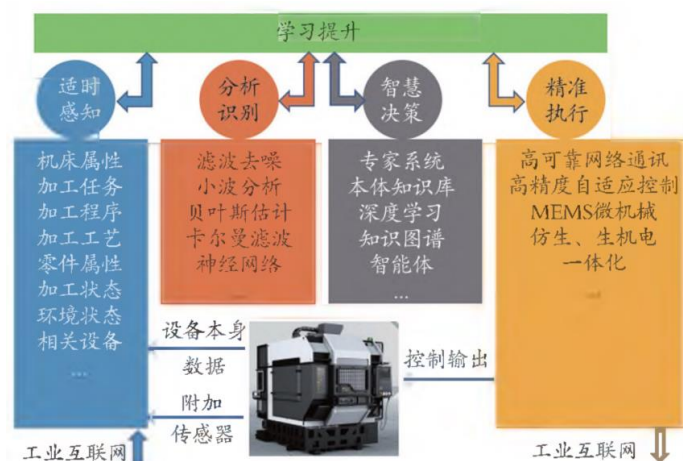 学习提升
适时
感知
分析
识别
智慧
决策
精准
执行
机床属性
加工任务
加工程序
加工工艺
零件属性
加工状态
环境状态
相关设备
...
滤波去噪
小波分析
贝叶斯估计
卡尔曼滤波
神经网络
...
专家系统
本体知识库
深度学习
知识图谱
智能体
...
高可靠网络通讯
高精度自适应控制
MEMS微机械
仿生、生机电
一体化
...
设备本身
数据
附加
传感器
控制输出
工业互联网
工业互联网